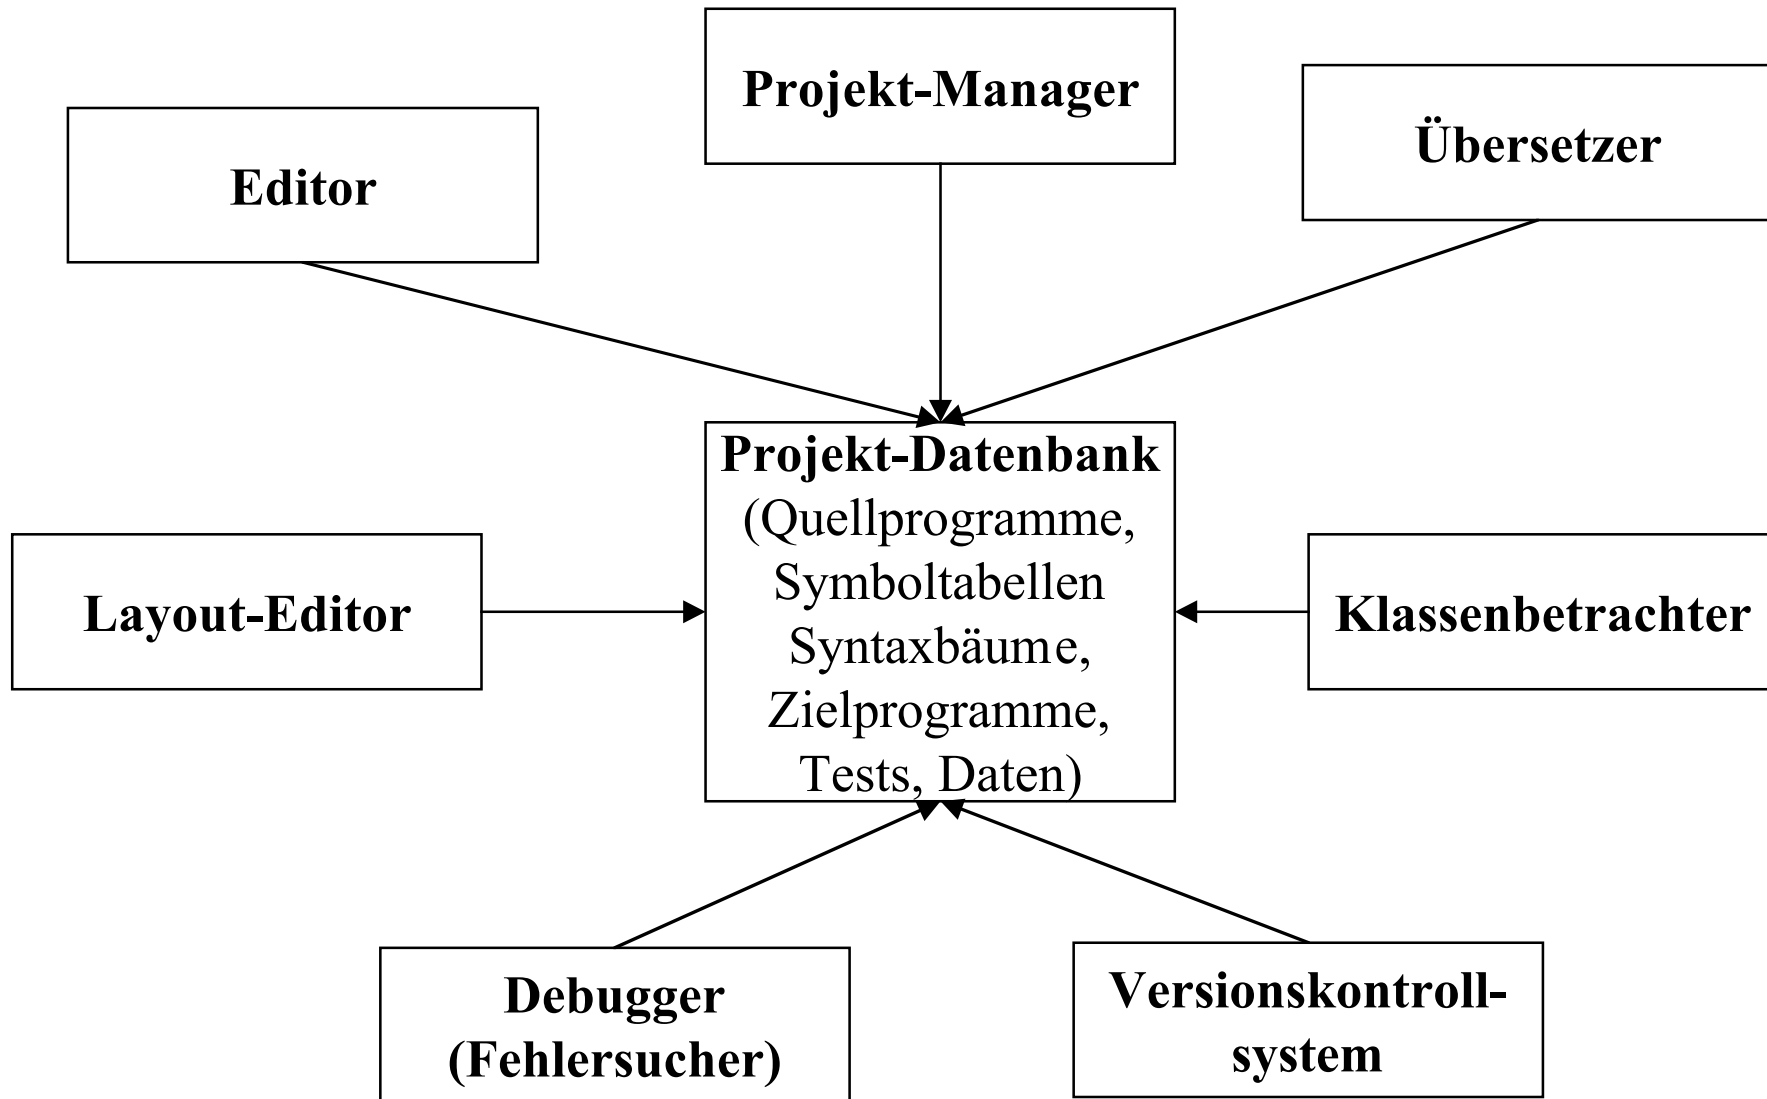 Projekt-Manager
Übersetzer
Editor
Projekt-Datenbank
(Quellprogramme,
Symboltabellen
Syntaxbäume,
Zielprogramme,
Tests, Daten)
Layout-Editor
Klassenbetrachter
Debugger
(Fehlersucher)
Versionskontroll-
system